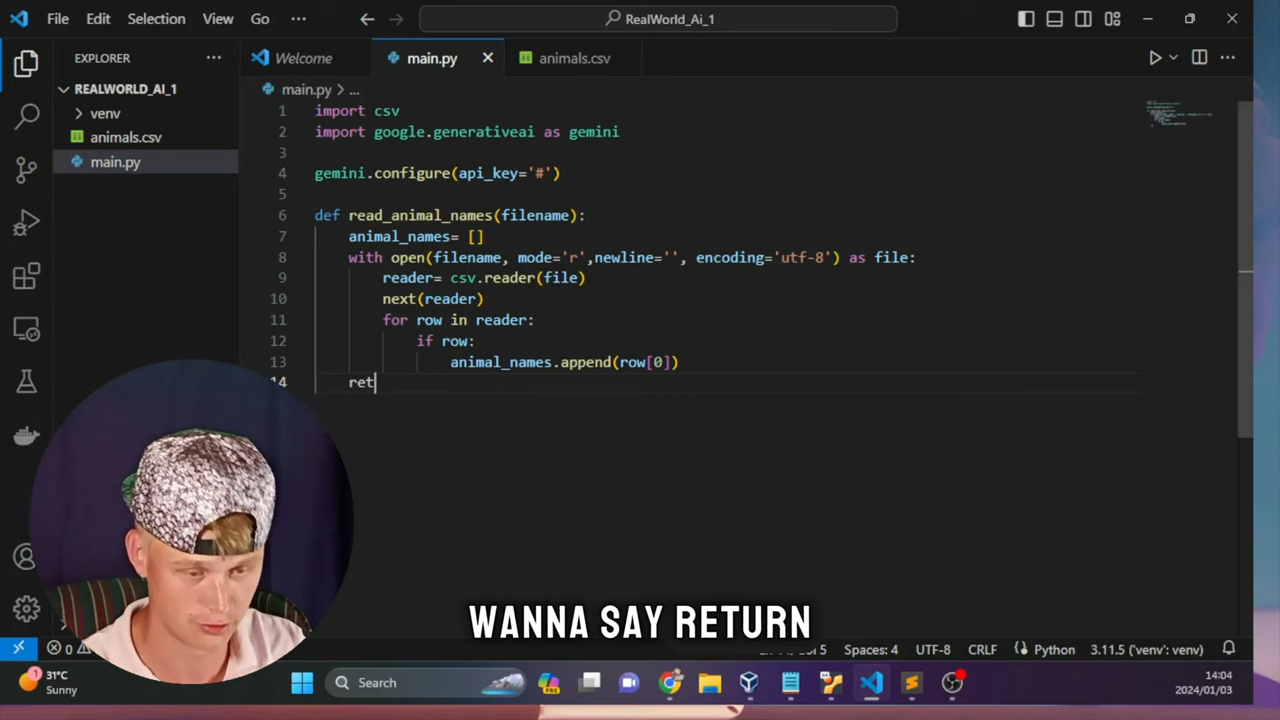 File Edit Selection View Go ··· RealWorld_Ai_1
EXPLORER ··· Welcome main.py animals.csv
REALWORLD_AI_1
venv
animals.csv
main.py
main.py > ...
1 import csv
2 import google.generativeai as gemini
3
4 gemini.configure(api_key='#')
5
6 def read_animal_names(filename):
7 animal_names= []
8 with open(filename, mode='r',newline='', encoding='utf-8') as file:
9 reader= csv.reader(file)
10 next(reader)
11 for row in reader:
12 if row:
13 animal_names.append(row[0])
14 ret
WANNA SAY RETURN
0 Spaces: 4 UTF-8 CRLF Python 3.11.5 ('venv': venv)
1 31°C
Sunny
Search
PRE
14:04
2024/01/03